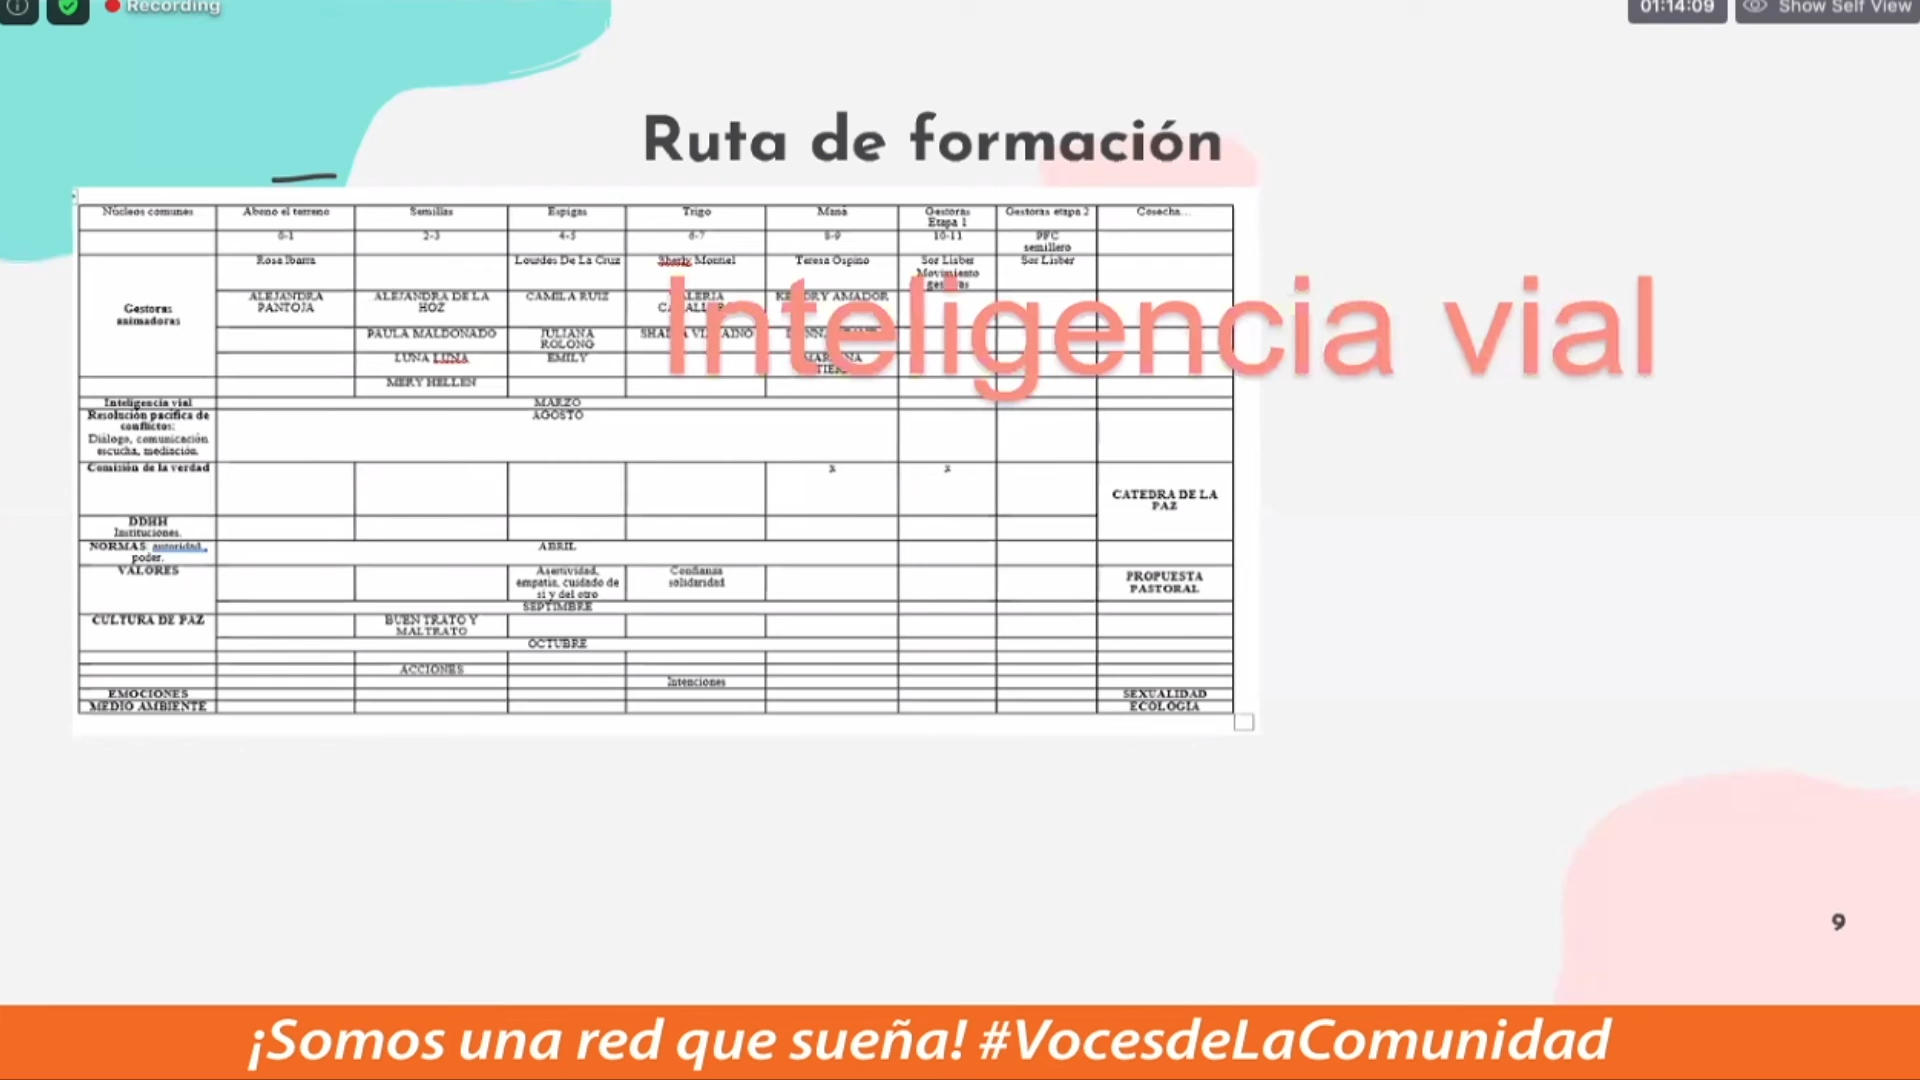 Recording
01:14:09
Show Self View
Ruta de formación
Núcleos comunes Abono el terreno Semillas Espigas Trigo Maná Gestoras Etapa 1 Gestoras etapa 2 Cosecha...
0-1 2-3 4-5 6-7 8-9 10-11 PFC semillero
Gestoras animadoras
Rosa Ibarra Lourdes De La Cruz Sherly Montiel Teresa Ospino Sor Lisber Movimiento Sor Lisber
ALEJANDRA PANTOJA ALEJANDRA DE LA HOZ CAMILA RUIZ AMADOR
PAULA MALDONADO JULIANA ROLONG
LUNA LUNA EMILY
MERY HELLEN
Inteligencia vial
Inteligencia vial MARZO
Resolución pacífica de conflictos: AGOSTO
Diálogo, comunicación
escucha, mediación.
Comisión de la verdad
CATEDRA DE LA PAZ
DDHH
Instituciones.
NORMAS autoridad, poder. ABRIL
VALORES Asertividad, empatía, cuidado de sí y del otro Confianza solidaridad PROPUESTA PASTORAL
SEPTIMBRE
CULTURA DE PAZ BUEN TRATO Y MALTRATO
OCTUBRE
ACCIONES
Intenciones
EMOCIONES SEXUALIDAD
MEDIO AMBIENTE ECOLOGIA
9
¡Somos una red que sueña! #VocesdeLaComunidad